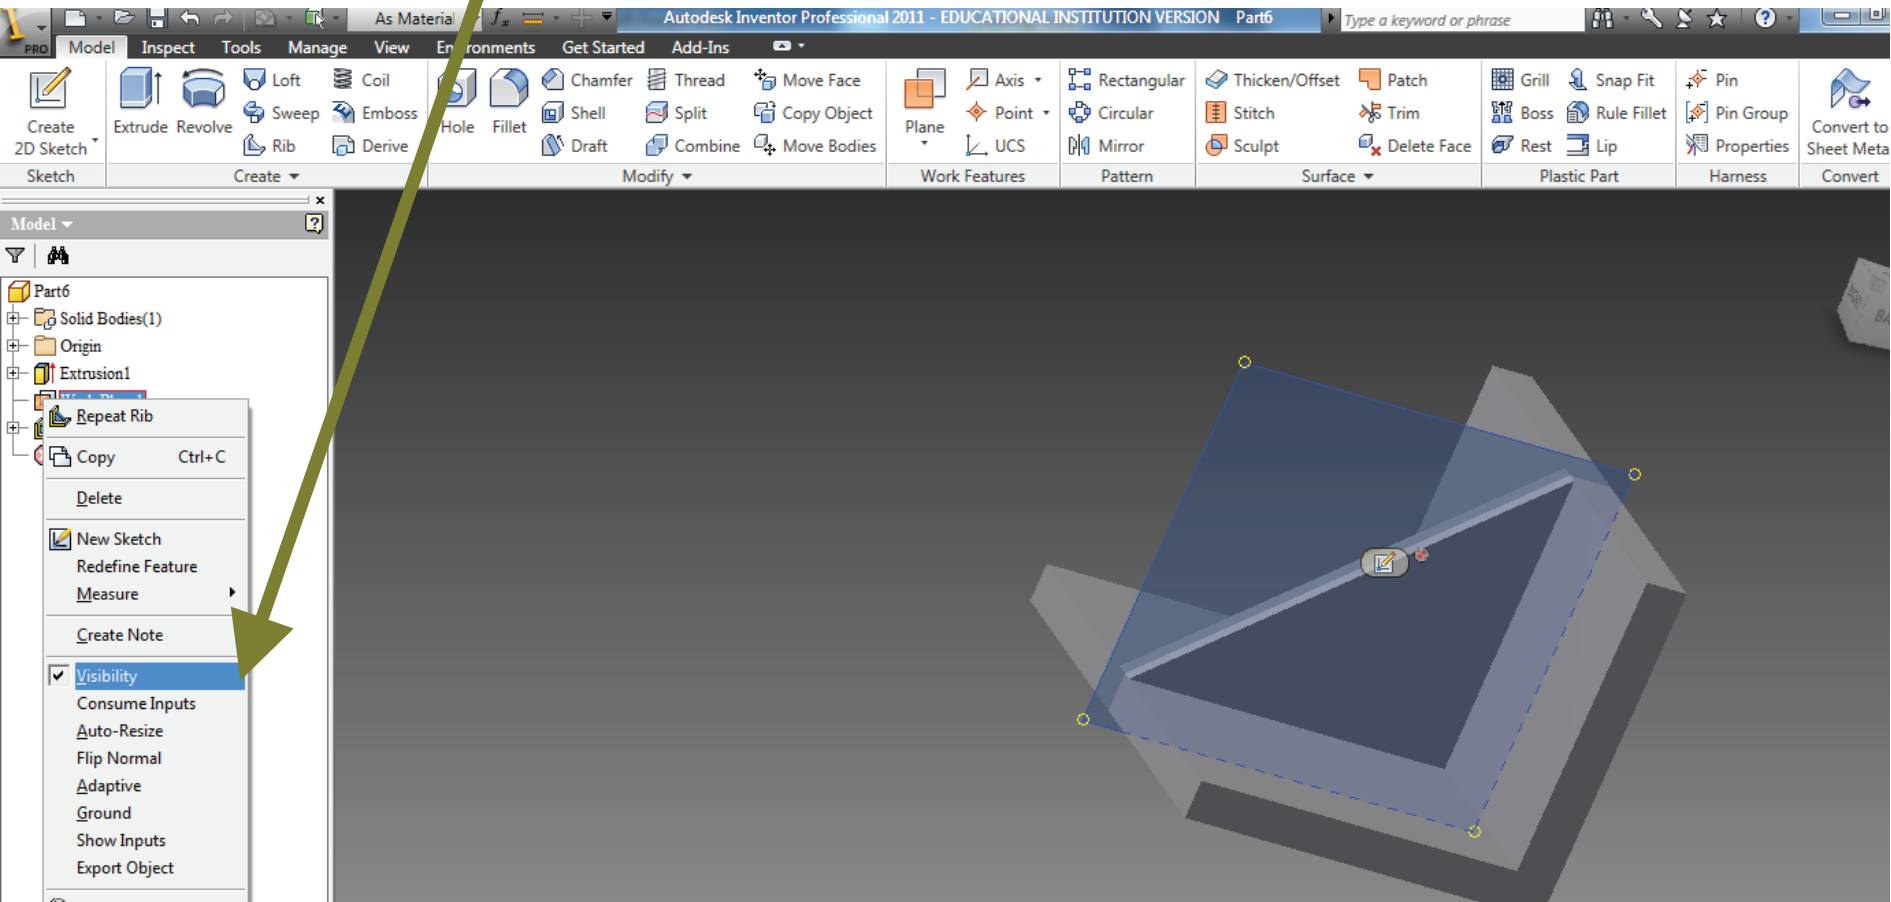 As Material
Autodesk Inventor Professional 2011 - EDUCATIONAL INSTITUTION VERSION Part6
Type a keyword or phrase
PRO Model Inspect Tools Manage View Get Started Add-Ins
Create 2D Sketch
Extrude Revolve
Loft
Sweep
Rib
Coil
Emboss
Derive
Hole Fillet
Chamfer
Shell
Draft
Thread
Split
Combine
Move Face
Copy Object
Move Bodies
Plane
Axis
Point
UCS
Rectangular
Circular
Mirror
Thicken/Offset
Stitch
Sculpt
Patch
Trim
Delete Face
Grill
Boss
Rest
Snap Fit
Rule Fillet
Lip
Pin
Pin Group
Properties
Convert to
Sheet Meta
Sketch Create Modify Work Features Pattern Surface Plastic Part Harness Convert
Model
Part6
Solid Bodies(1)
Origin
Extrusion1
Repeat Rib
Copy Ctrl+C
Delete
New Sketch
Redefine Feature
Measure
Create Note
Visibility
Consume Inputs
Auto-Resize
Flip Normal
Adaptive
Ground
Show Inputs
Export Object